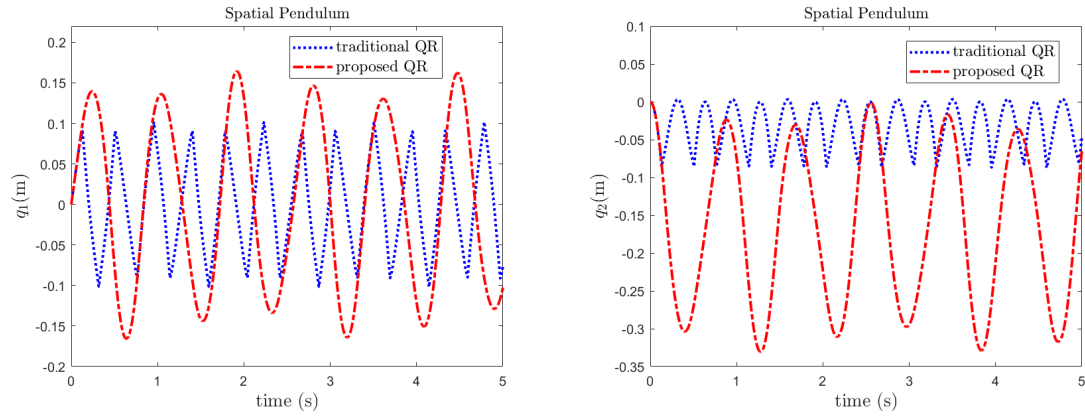 Spatial Pendulum
0.2
0.15
0.1
0.05
0
-0.05
-0.1
-0.15
-0.2
q1(m)
traditional QR
proposed QR
0 1 2 3 4 5
time (s)
Spatial Pendulum
0.1
0.05
0
-0.05
-0.1
-0.15
-0.2
-0.25
-0.3
-0.35
q2(m)
traditional QR
proposed QR
0 1 2 3 4 5
time (s)